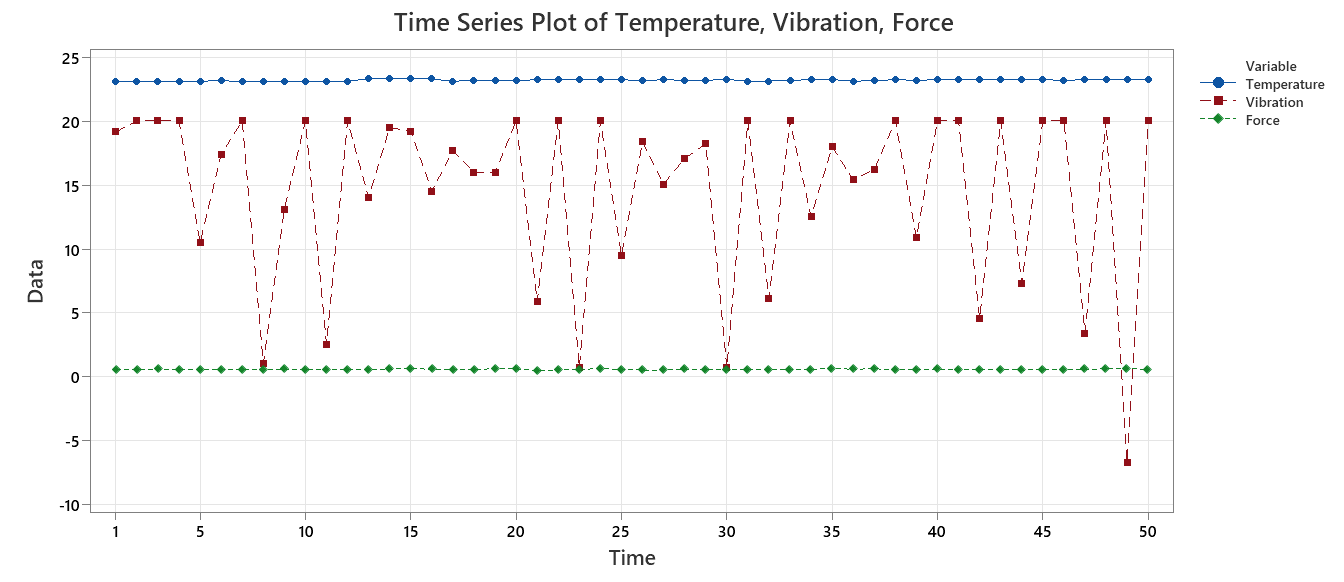 Time Series Plot of Temperature, Vibration, Force
25
20
15
10
5
0
-5
-10
Data
1 5 10 15 20 25 30 35 40 45 50
Time
Variable
Temperature
Vibration
Force